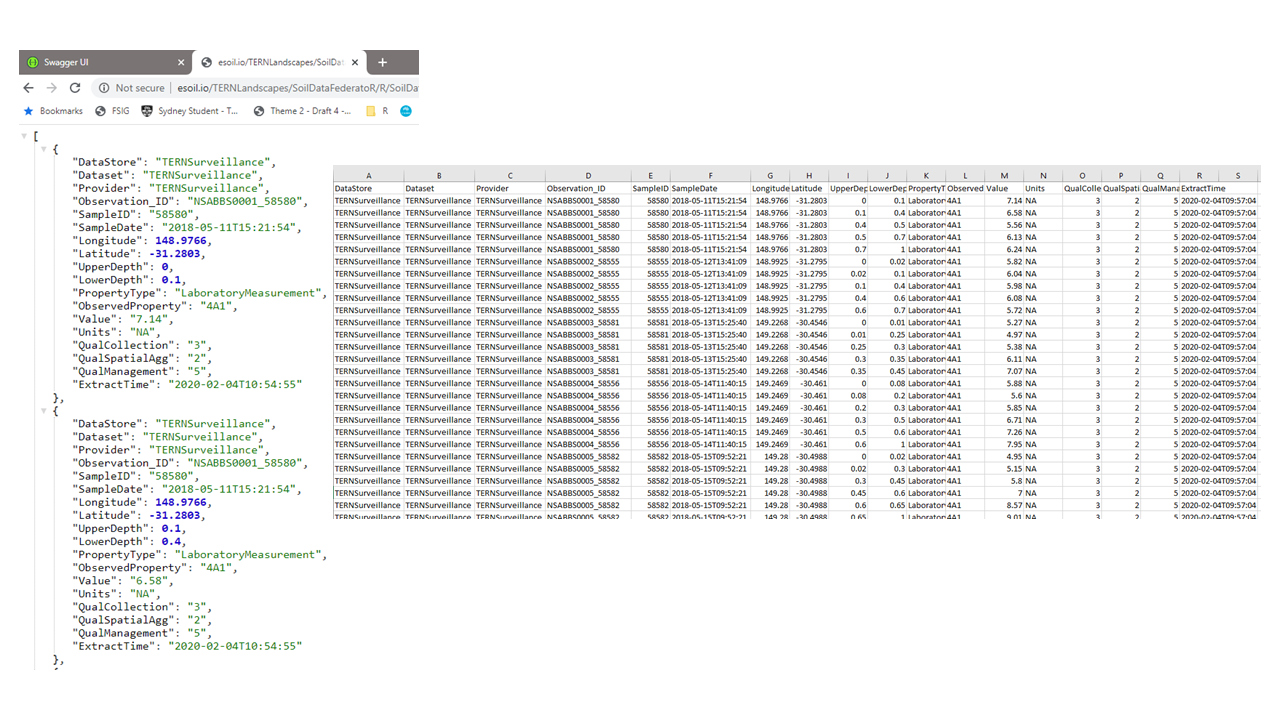 Swagger UI
esoil.io/TERNLandscapes/SoilDat
Not secure | esoil.io/TERNLandscapes/SoilDataFederatoR/R/SoilDa
Bookmarks FSIG Sydney Student - T... Theme 2 - Draft 4 -... R
[
{
"DataStore": "TERNSurveillance",
"Dataset": "TERNSurveillance",
"Provider": "TERNSurveillance",
"Observation_ID": "NSABBS0001_58580",
"SampleID": "58580",
"SampleDate": "2018-05-11T15:21:54",
"Longitude": 148.9766,
"Latitude": -31.2803,
"UpperDepth": 0,
"LowerDepth": 0.1,
"PropertyType": "LaboratoryMeasurement",
"ObservedProperty": "4A1",
"Value": "7.14",
"Units": "NA",
"QualCollection": "3",
"QualSpatialAgg": "2",
"QualManagement": "5",
"ExtractTime": "2020-02-04T10:54:55"
},
{
"DataStore": "TERNSurveillance",
"Dataset": "TERNSurveillance",
"Provider": "TERNSurveillance",
"Observation_ID": "NSABBS0001_58580",
"SampleID": "58580",
"SampleDate": "2018-05-11T15:21:54",
"Longitude": 148.9766,
"Latitude": -31.2803,
"UpperDepth": 0.1,
"LowerDepth": 0.4,
"PropertyType": "LaboratoryMeasurement",
"ObservedProperty": "4A1",
"Value": "6.58",
"Units": "NA",
"QualCollection": "3",
"QualSpatialAgg": "2",
"QualManagement": "5",
"ExtractTime": "2020-02-04T10:54:55"
},
A B C D E F G H I J K L M N O P Q R S
DataStore Dataset Provider Observation_ID SampleID SampleDate Longitude Latitude UpperDep LowerDep PropertyT Observed Value Units QualColle QualSpati QualMana ExtractTime
TERNSurveillance TERNSurveillance TERNSurveillance NSABBS0001_58580 58580 2018-05-11T15:21:54 148.9766 -31.2803 0 0.1 Laborator 4A1 7.14 NA 3 2 5 2020-02-04T09:57:04
TERNSurveillance TERNSurveillance TERNSurveillance NSABBS0001_58580 58580 2018-05-11T15:21:54 148.9766 -31.2803 0.1 0.4 Laborator 4A1 6.58 NA 3 2 5 2020-02-04T09:57:04
TERNSurveillance TERNSurveillance TERNSurveillance NSABBS0001_58580 58580 2018-05-11T15:21:54 148.9766 -31.2803 0.4 0.5 Laborator 4A1 5.56 NA 3 2 5 2020-02-04T09:57:04
TERNSurveillance TERNSurveillance TERNSurveillance NSABBS0001_58580 58580 2018-05-11T15:21:54 148.9766 -31.2803 0.5 0.7 Laborator 4A1 6.13 NA 3 2 5 2020-02-04T09:57:04
TERNSurveillance TERNSurveillance TERNSurveillance NSABBS0001_58580 58580 2018-05-11T15:21:54 148.9766 -31.2803 0.7 1 Laborator 4A1 6.24 NA 3 2 5 2020-02-04T09:57:04
TERNSurveillance TERNSurveillance TERNSurveillance NSABBS0002_58555 58555 2018-05-12T13:41:09 148.9925 -31.2795 0 0.02 Laborator 4A1 5.82 NA 3 2 5 2020-02-04T09:57:04
TERNSurveillance TERNSurveillance TERNSurveillance NSABBS0002_58555 58555 2018-05-12T13:41:09 148.9925 -31.2795 0.02 0.1 Laborator 4A1 6.04 NA 3 2 5 2020-02-04T09:57:04
TERNSurveillance TERNSurveillance TERNSurveillance NSABBS0002_58555 58555 2018-05-12T13:41:09 148.9925 -31.2795 0.1 0.4 Laborator 4A1 5.98 NA 3 2 5 2020-02-04T09:57:04
TERNSurveillance TERNSurveillance TERNSurveillance NSABBS0002_58555 58555 2018-05-12T13:41:09 148.9925 -31.2795 0.4 0.6 Laborator 4A1 6.08 NA 3 2 5 2020-02-04T09:57:04
TERNSurveillance TERNSurveillance TERNSurveillance NSABBS0002_58555 58555 2018-05-12T13:41:09 148.9925 -31.2795 0.6 0.7 Laborator 4A1 5.72 NA 3 2 5 2020-02-04T09:57:04
TERNSurveillance TERNSurveillance TERNSurveillance NSABBS0003_58581 58581 2018-05-13T15:25:40 149.2268 -30.4546 0 0.01 Laborator 4A1 5.27 NA 3 2 5 2020-02-04T09:57:04
TERNSurveillance TERNSurveillance TERNSurveillance NSABBS0003_58581 58581 2018-05-13T15:25:40 149.2268 -30.4546 0.01 0.25 Laborator 4A1 4.97 NA 3 2 5 2020-02-04T09:57:04
TERNSurveillance TERNSurveillance TERNSurveillance NSABBS0003_58581 58581 2018-05-13T15:25:40 149.2268 -30.4546 0.25 0.3 Laborator 4A1 5.38 NA 3 2 5 2020-02-04T09:57:04
TERNSurveillance TERNSurveillance TERNSurveillance NSABBS0003_58581 58581 2018-05-13T15:25:40 149.2268 -30.4546 0.3 0.35 Laborator 4A1 6.11 NA 3 2 5 2020-02-04T09:57:04
TERNSurveillance TERNSurveillance TERNSurveillance NSABBS0003_58581 58581 2018-05-13T15:25:40 149.2268 -30.4546 0.35 0.45 Laborator 4A1 7.07 NA 3 2 5 2020-02-04T09:57:04
TERNSurveillance TERNSurveillance TERNSurveillance NSABBS0004_58556 58556 2018-05-14T11:40:15 149.2469 -30.461 0 0.08 Laborator 4A1 5.88 NA 3 2 5 2020-02-04T09:57:04
TERNSurveillance TERNSurveillance TERNSurveillance NSABBS0004_58556 58556 2018-05-14T11:40:15 149.2469 -30.461 0.08 0.2 Laborator 4A1 5.6 NA 3 2 5 2020-02-04T09:57:04
TERNSurveillance TERNSurveillance TERNSurveillance NSABBS0004_58556 58556 2018-05-14T11:40:15 149.2469 -30.461 0.2 0.3 Laborator 4A1 5.85 NA 3 2 5 2020-02-04T09:57:04
TERNSurveillance TERNSurveillance TERNSurveillance NSABBS0004_58556 58556 2018-05-14T11:40:15 149.2469 -30.461 0.3 0.5 Laborator 4A1 6.71 NA 3 2 5 2020-02-04T09:57:04
TERNSurveillance TERNSurveillance TERNSurveillance NSABBS0004_58556 58556 2018-05-14T11:40:15 149.2469 -30.461 0.5 0.6 Laborator 4A1 7.26 NA 3 2 5 2020-02-04T09:57:04
TERNSurveillance TERNSurveillance TERNSurveillance NSABBS0004_58556 58556 2018-05-14T11:40:15 149.2469 -30.461 0.6 1 Laborator 4A1 7.95 NA 3 2 5 2020-02-04T09:57:04
TERNSurveillance TERNSurveillance TERNSurveillance NSABBS0005_58582 58582 2018-05-15T09:52:21 149.28 -30.4988 0 0.02 Laborator 4A1 4.95 NA 3 2 5 2020-02-04T09:57:04
TERNSurveillance TERNSurveillance TERNSurveillance NSABBS0005_58582 58582 2018-05-15T09:52:21 149.28 -30.4988 0.02 0.3 Laborator 4A1 5.15 NA 3 2 5 2020-02-04T09:57:04
TERNSurveillance TERNSurveillance TERNSurveillance NSABBS0005_58582 58582 2018-05-15T09:52:21 149.28 -30.4988 0.3 0.45 Laborator 4A1 5.8 NA 3 2 5 2020-02-04T09:57:04
TERNSurveillance TERNSurveillance TERNSurveillance NSABBS0005_58582 58582 2018-05-15T09:52:21 149.28 -30.4988 0.45 0.6 Laborator 4A1 7 NA 3 2 5 2020-02-04T09:57:04
TERNSurveillance TERNSurveillance TERNSurveillance NSABBS0005_58582 58582 2018-05-15T09:52:21 149.28 -30.4988 0.6 0.65 Laborator 4A1 8.57 NA 3 2 5 2020-02-04T09:57:04
TERNSurveillance TERNSurveillance TERNSurveillance NSABBS0005_58582 58582 2018-05-15T09:52:21 149.28 -30.4988 0.65 1 Laborator 4A1 9.01 NA 3 2 5 2020-02-04T09:57:04